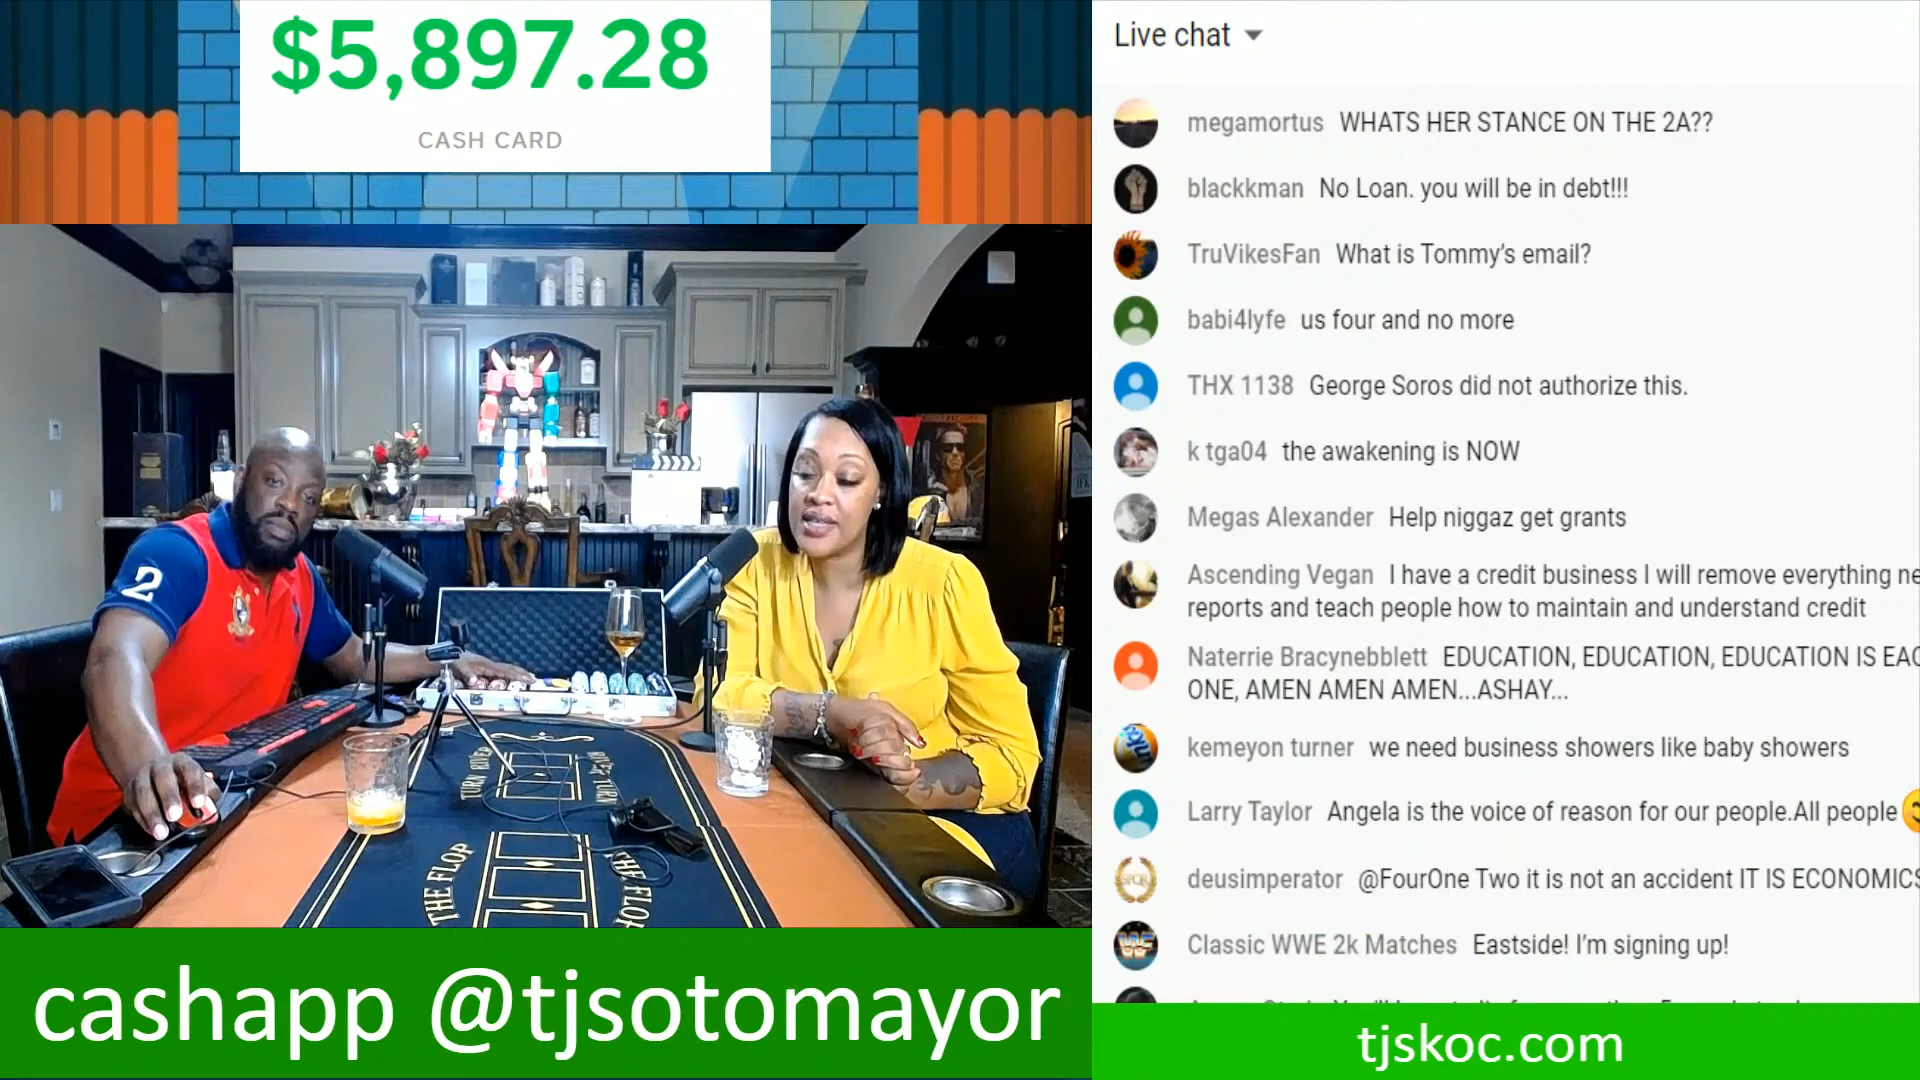 $5,897.28
CASH CARD
Live chat
megamortus WHATS HER STANCE ON THE 2A??
blackkman No Loan. you will be in debt!!!
TruVikesFan What is Tommy's email?
babi4lyfe us four and no more
THX 1138 George Soros did not authorize this.
k tga04 the awakening is NOW
Megas Alexander Help niggaz get grants
Ascending Vegan I have a credit business I will remove everything ne
reports and teach people how to maintain and understand credit
Naterrie Bracynebblett EDUCATION, EDUCATION, EDUCATION IS EAC
ONE, AMEN AMEN AMEN...ASHAY...
kemeyon turner we need business showers like baby showers
Larry Taylor Angela is the voice of reason for our people.All people
deusimperator @FourOne Two it is not an accident IT IS ECONOMICS
Classic WWE 2k Matches Eastside! I'm signing up!
2
TURN RIVER
RIVER TURN
THE FLOP
THE FLOP
cashapp @tjsotomayor
tjskoc.com